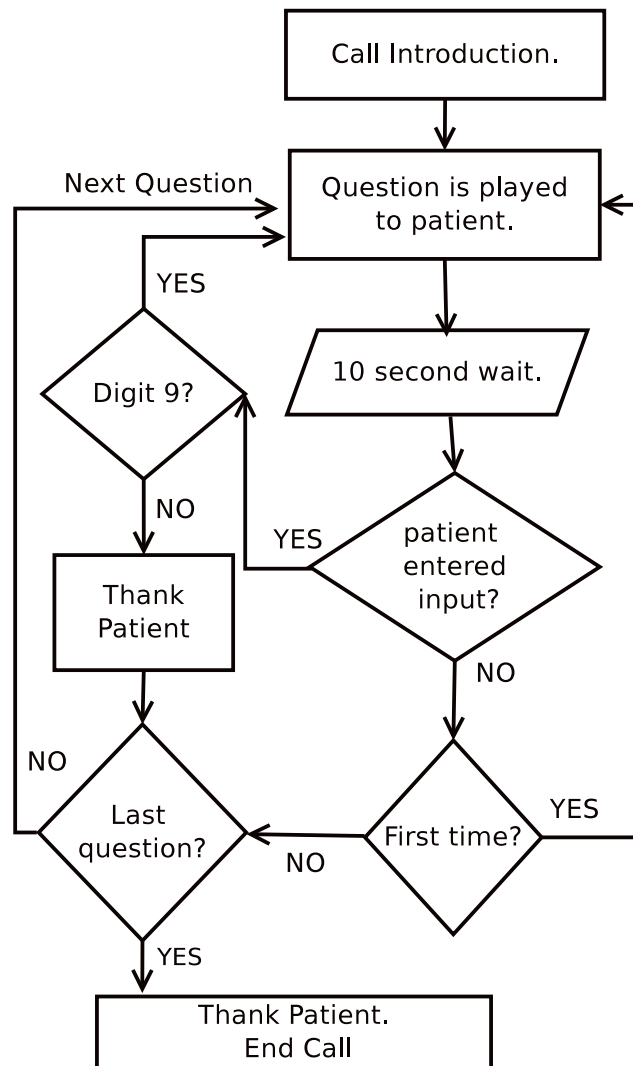 Call Introduction.
Next Question
Question is played
to patient.
YES
10 second wait.
Digit 9?
NO
YES
patient
entered
input?
Thank
Patient
NO
NO
Last
question?
First time?
YES
NO
YES
Thank Patient.
End Call